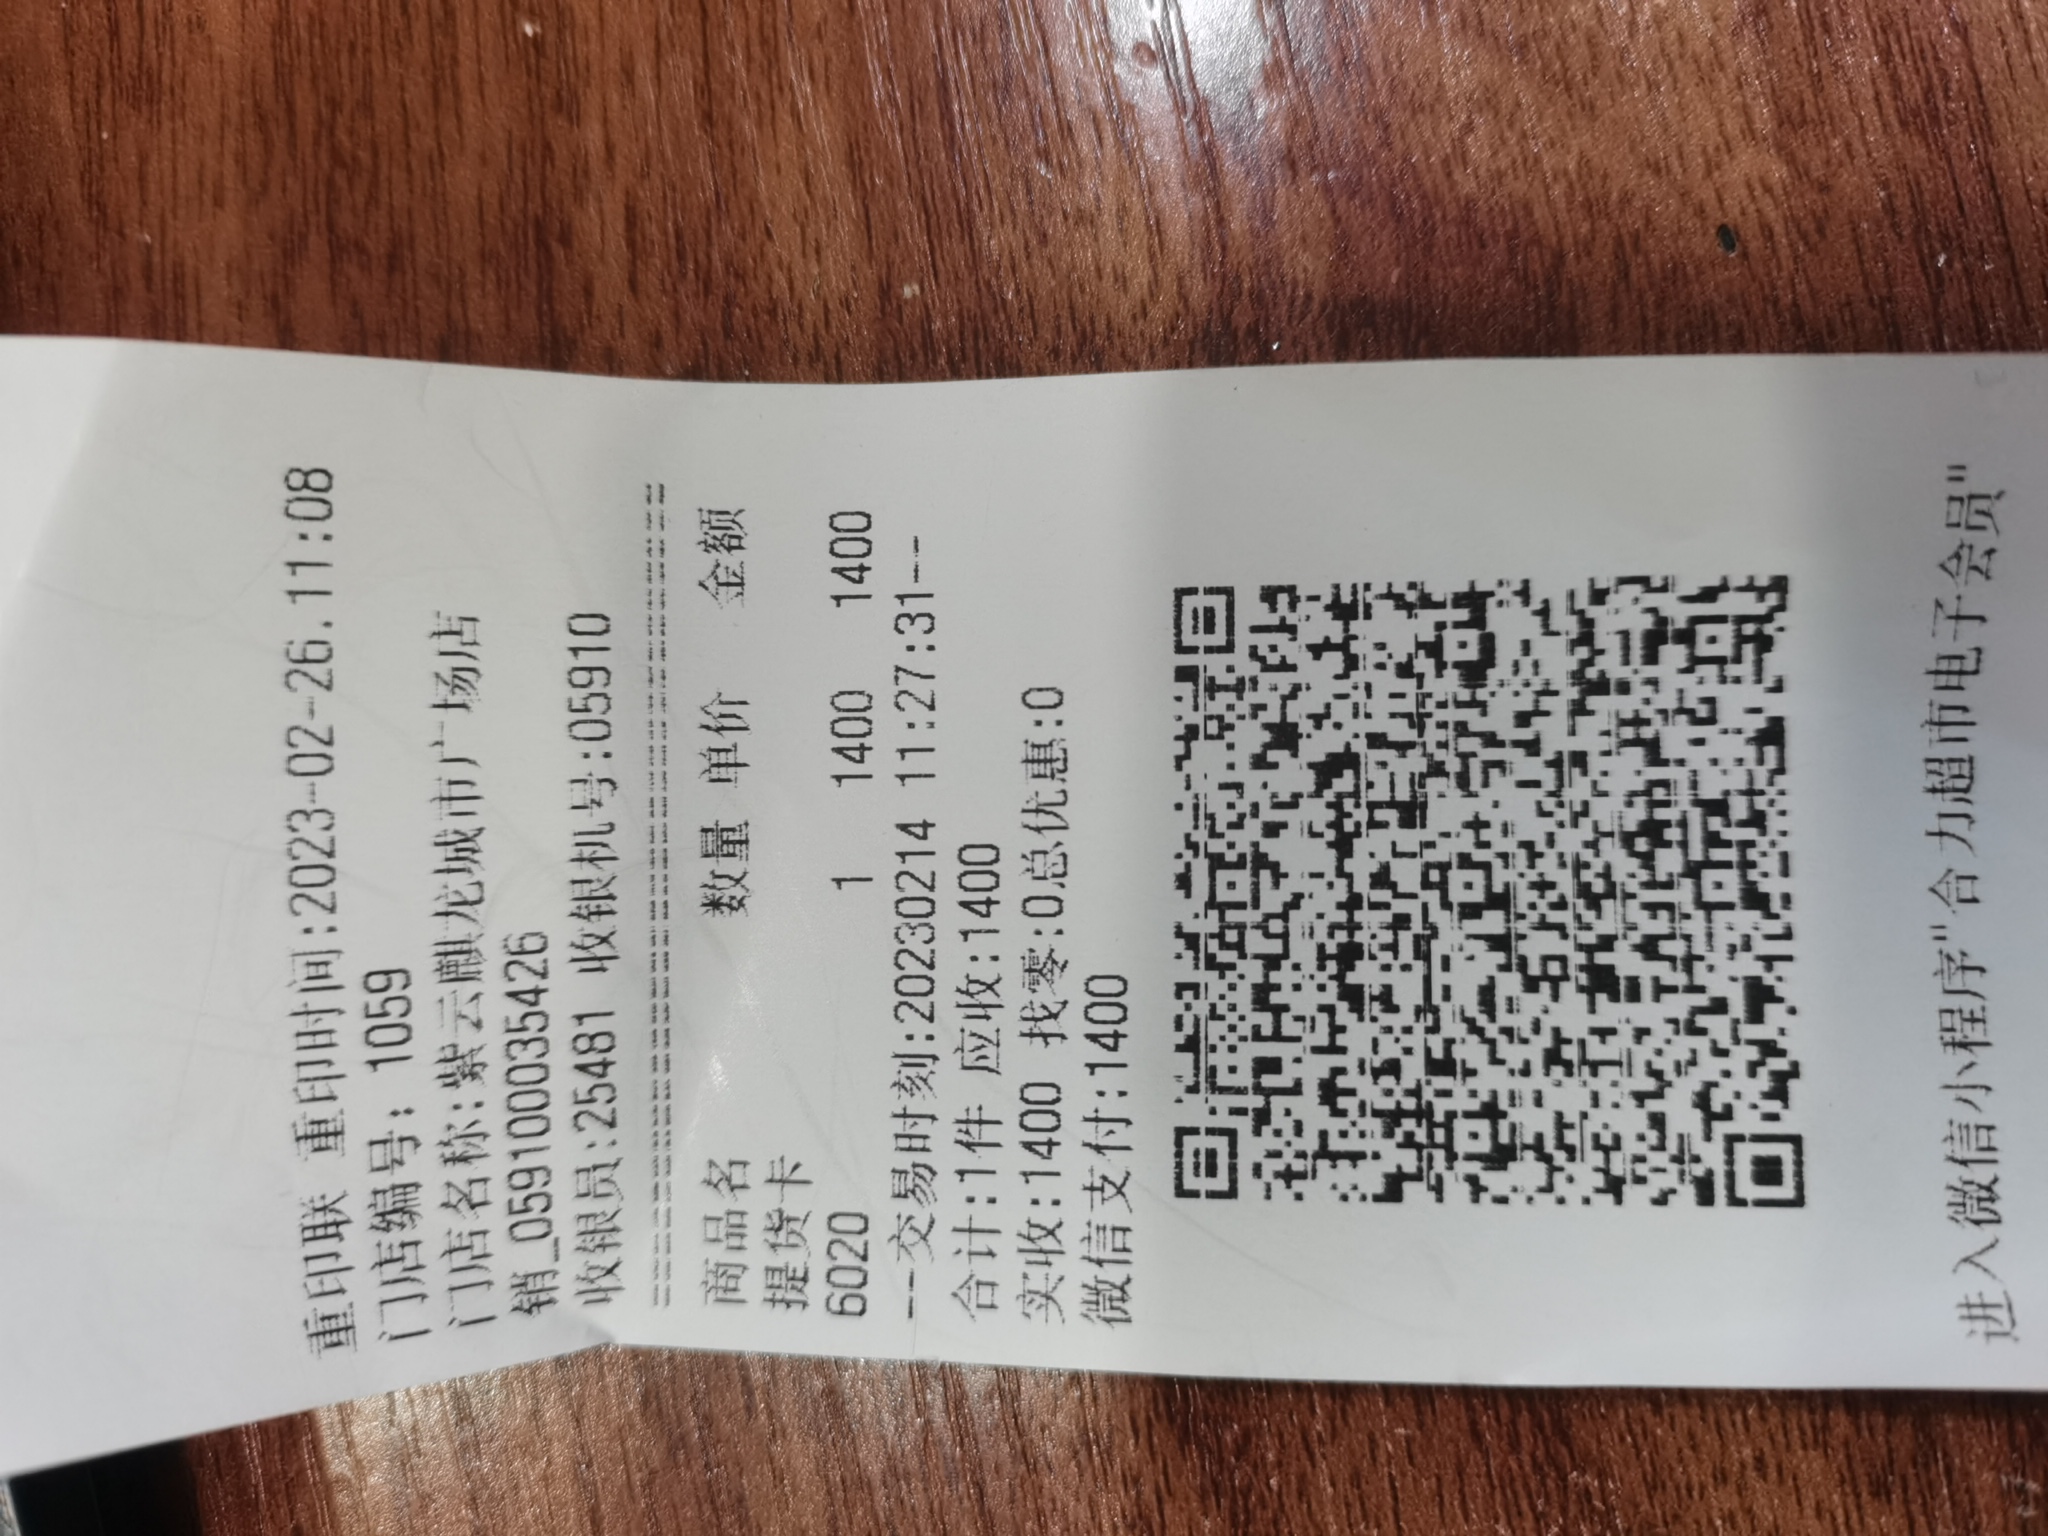 重印联 重印时间:2023-02-26.11:08
门店编号: 1059
门店名称:紫云麒龙城市广场店
销_0591000035426
收银员:25481 收银机号:05910
================================
商品名 数量 单价 金额
提货卡
6020 1 1400 1400
--交易时刻:20230214 11:27:31--
合计:1件 应收:1400
实收:1400 找零:0总优惠:0
微信支付:1400
进入微信小程序"合力超市电子会员"